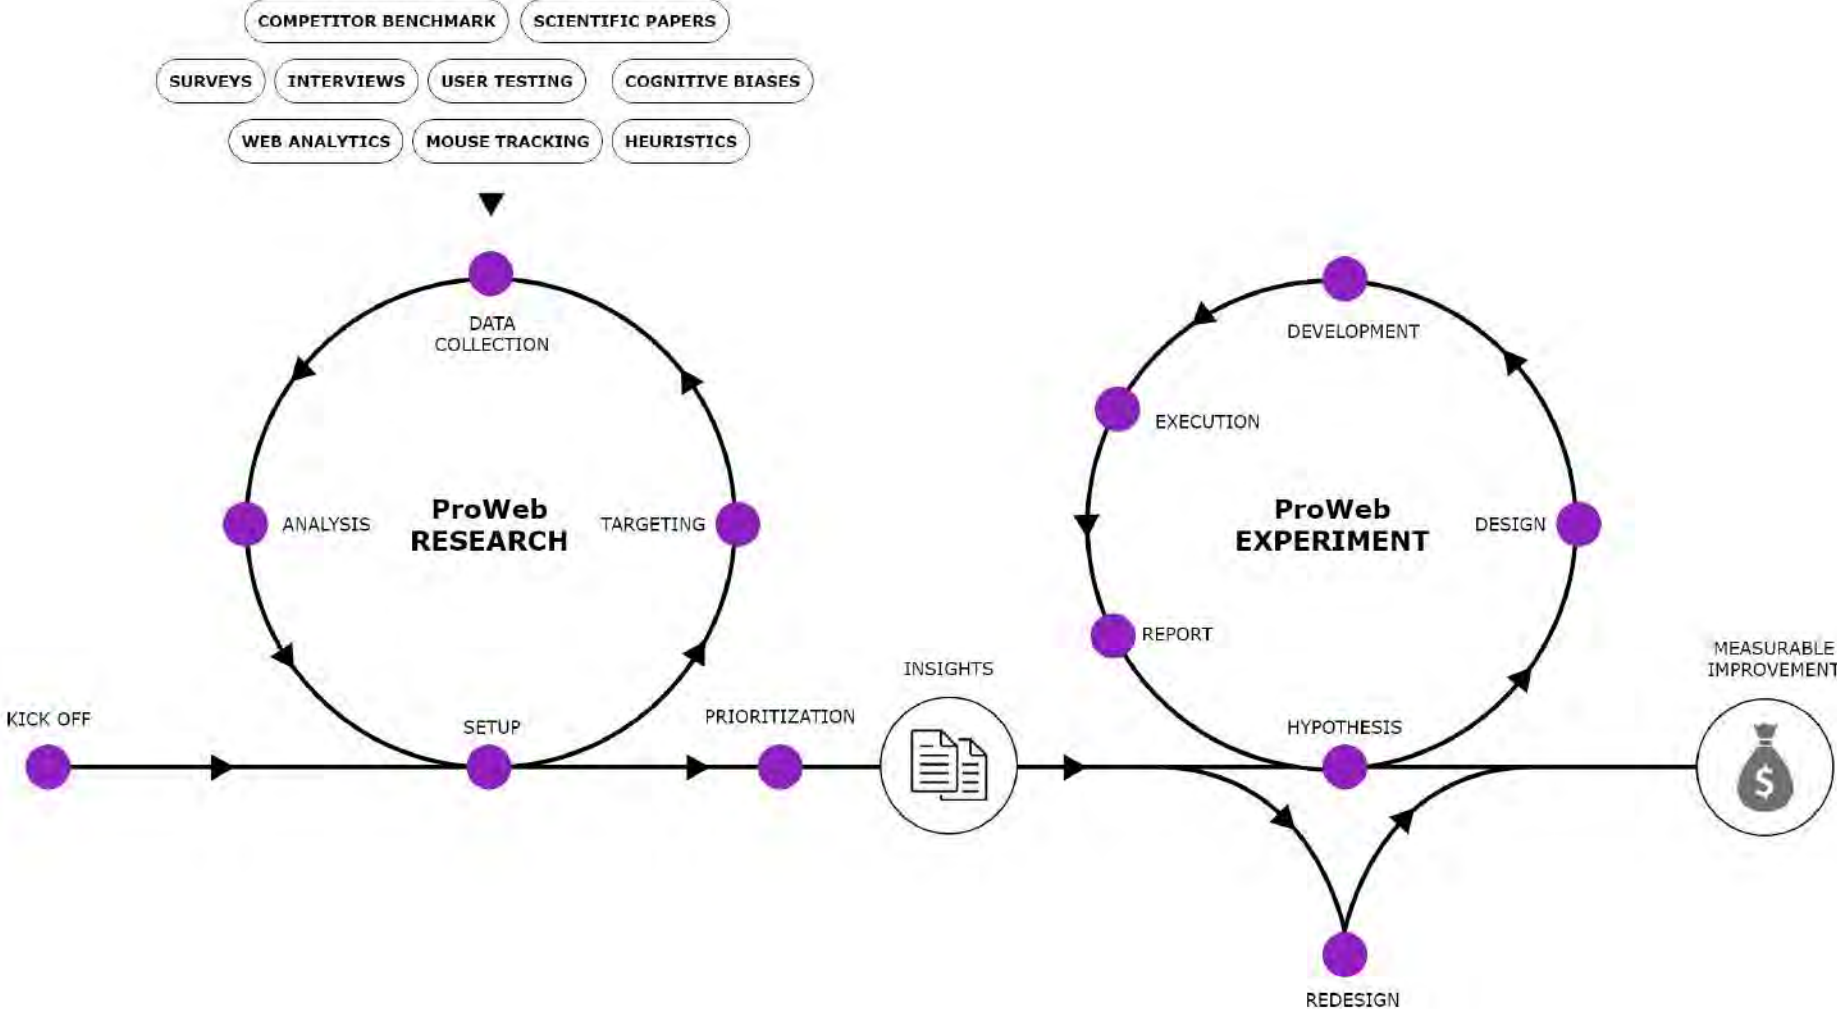 COMPETITOR BENCHMARK
SCIENTIFIC PAPERS
SURVEYS
INTERVIEWS
USER TESTING
COGNITIVE BIASES
WEB ANALYTICS
MOUSE TRACKING
HEURISTICS
DATA
COLLECTION
ANALYSIS
ProWeb
RESEARCH
TARGETING
KICK OFF
SETUP
PRIORITIZATION
INSIGHTS
DEVELOPMENT
EXECUTION
ProWeb
EXPERIMENT
DESIGN
REPORT
HYPOTHESIS
MEASURABLE
IMPROVEMENT
$
REDESIGN